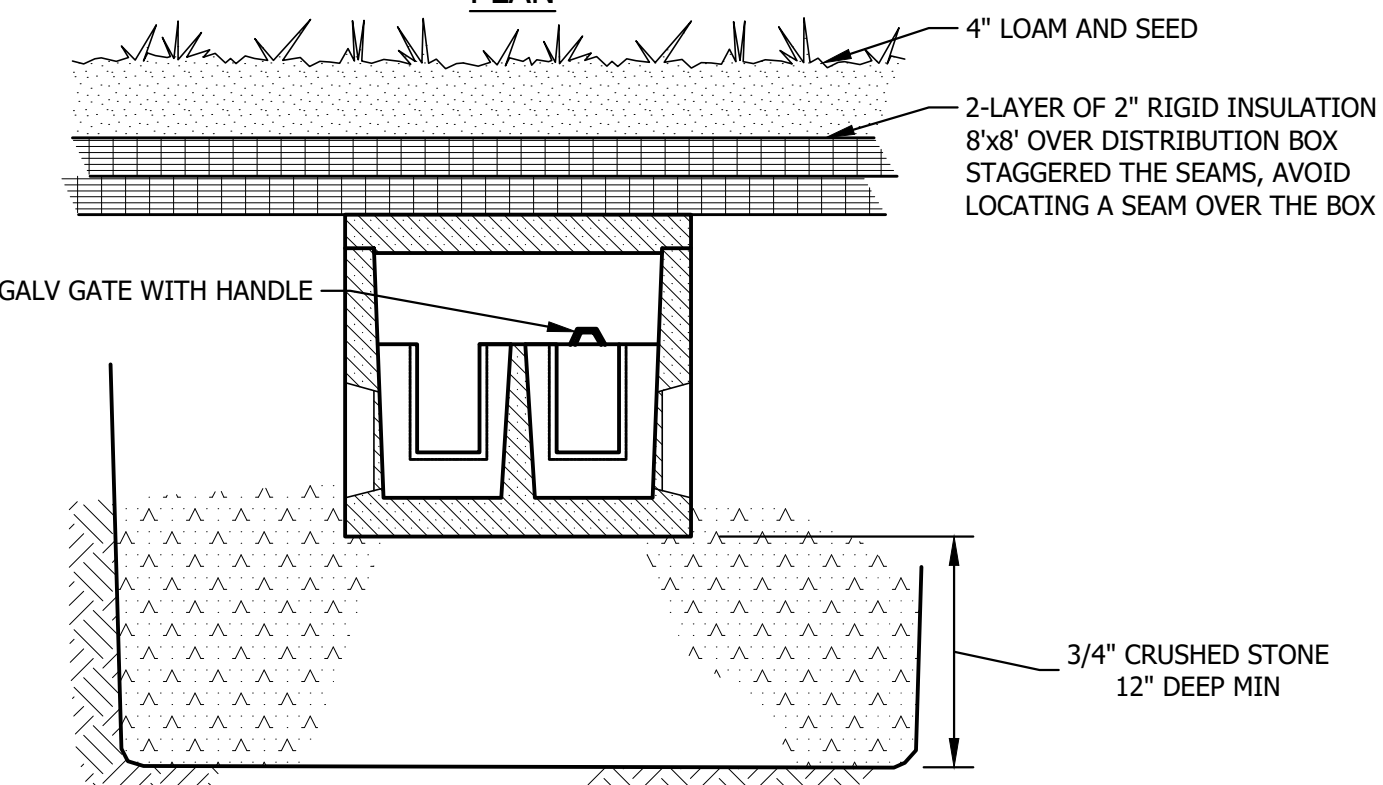 PLAN
4" LOAM AND SEED
2-LAYER OF 2" RIGID INSULATION
8'x8' OVER DISTRIBUTION BOX
STAGGERED THE SEAMS, AVOID
LOCATING A SEAM OVER THE BOX
GALV GATE WITH HANDLE
3/4" CRUSHED STONE
12" DEEP MIN